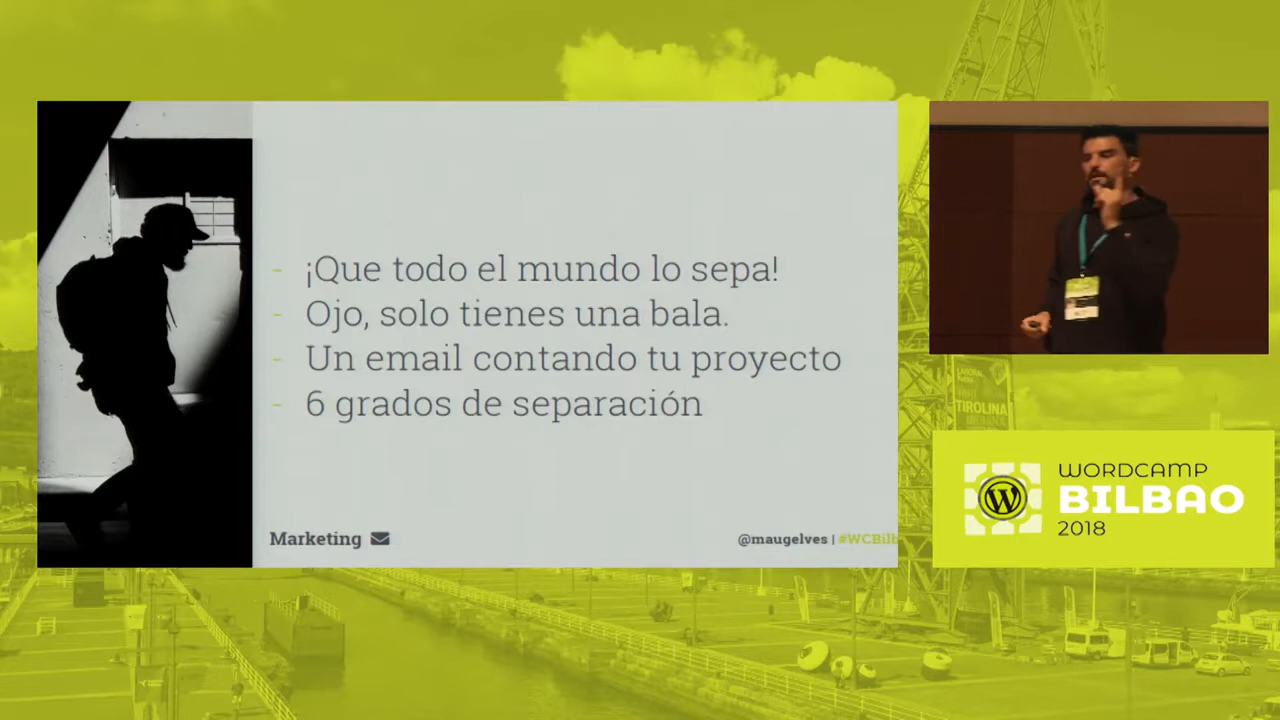 - ¡Que todo el mundo lo sepa!
- Ojo, solo tienes una bala.
- Un email contando tu proyecto
- 6 grados de separación
Marketing
@maugelves | #WCBilb
TIROLINA
WORDCAMP
BILBAO
2018